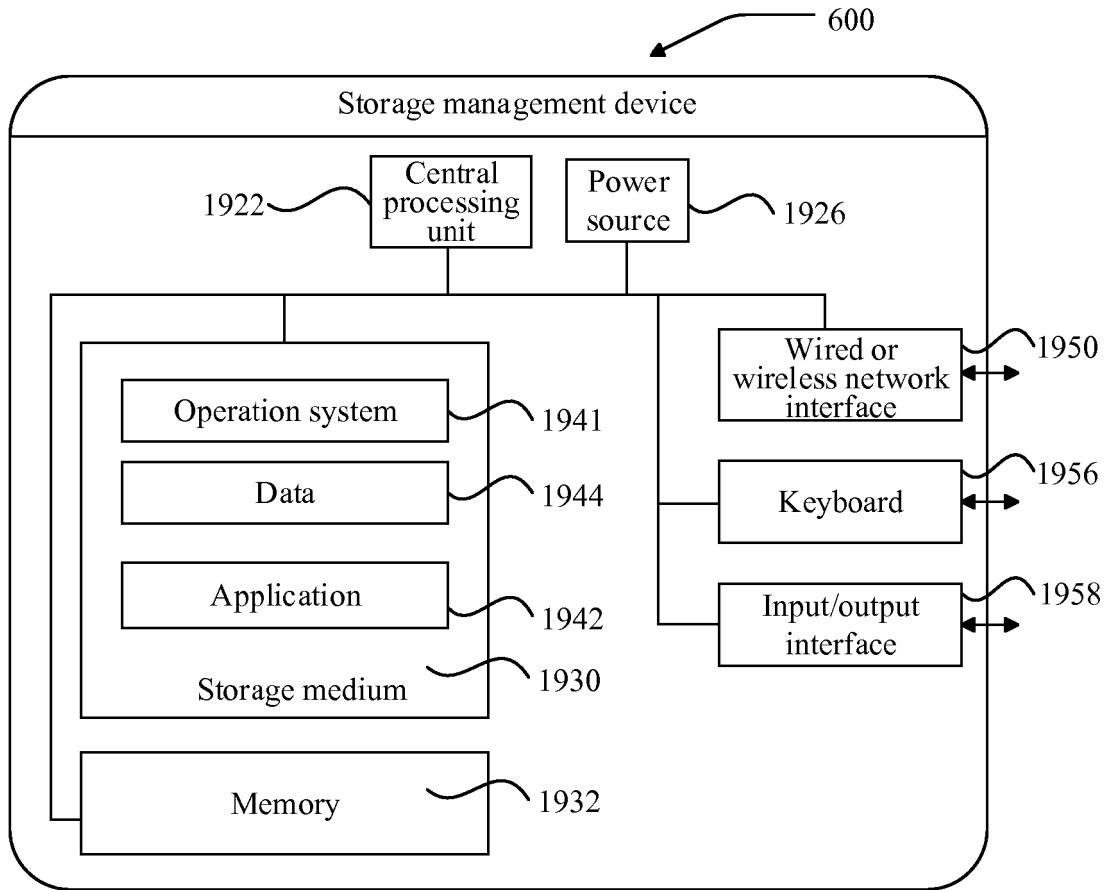 600
Storage management device
Central
processing
unit
1922
Power
source
1926
Wired or
wireless network
interface
1950
Operation system
1941
Data
1944
Keyboard
1956
Application
1942
Input/output
interface
1958
Storage medium
1930
Memory
1932